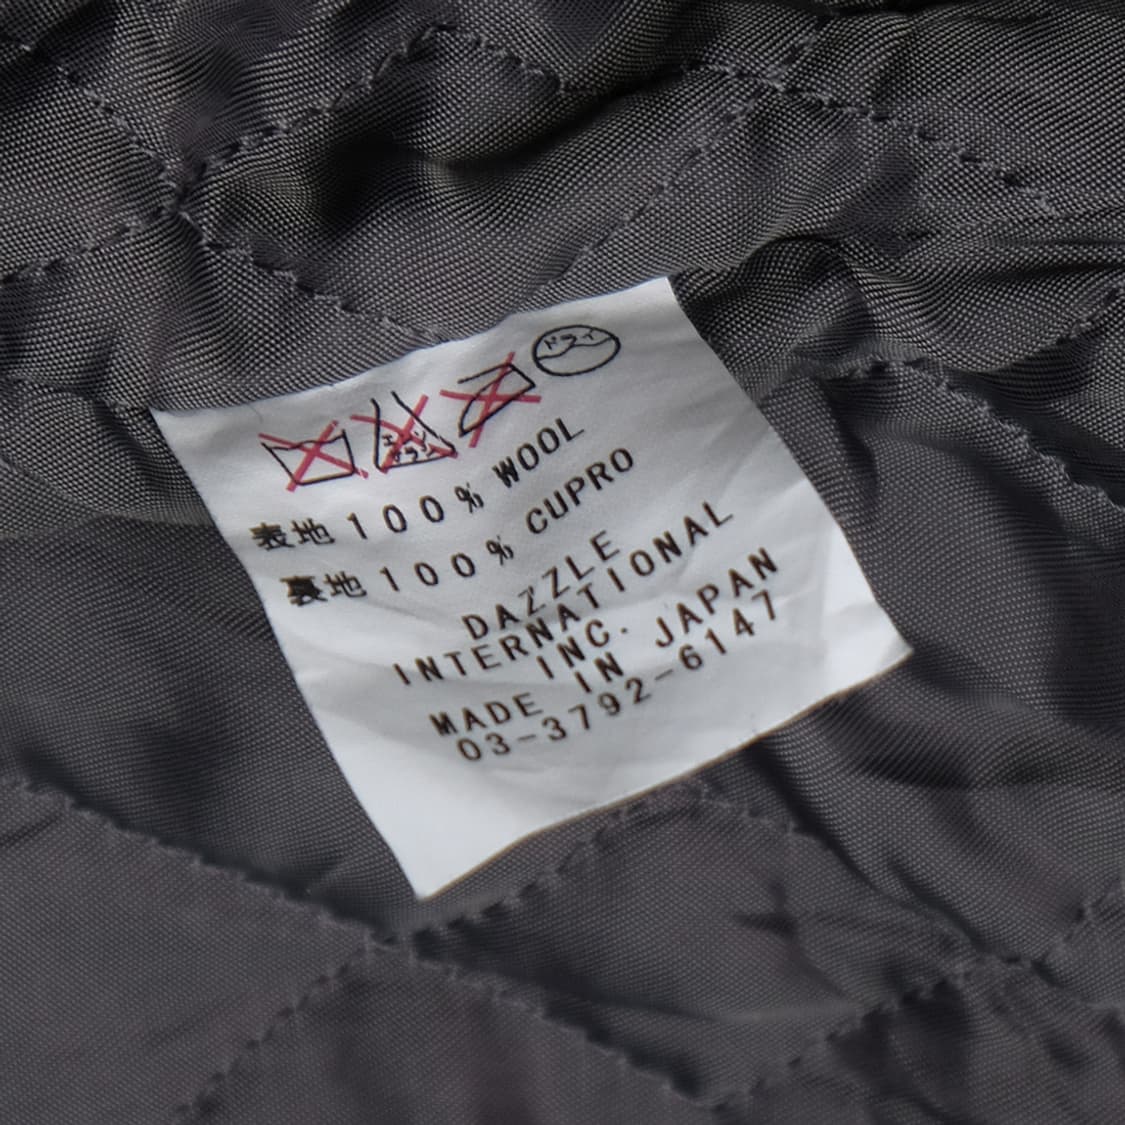 エンソ サラシ ドライ
表地 100% WOOL
裏地 100% CUPRO
DAZZLE
INTERNATIONAL
INC.
MADE IN JAPAN
03-3792-6147